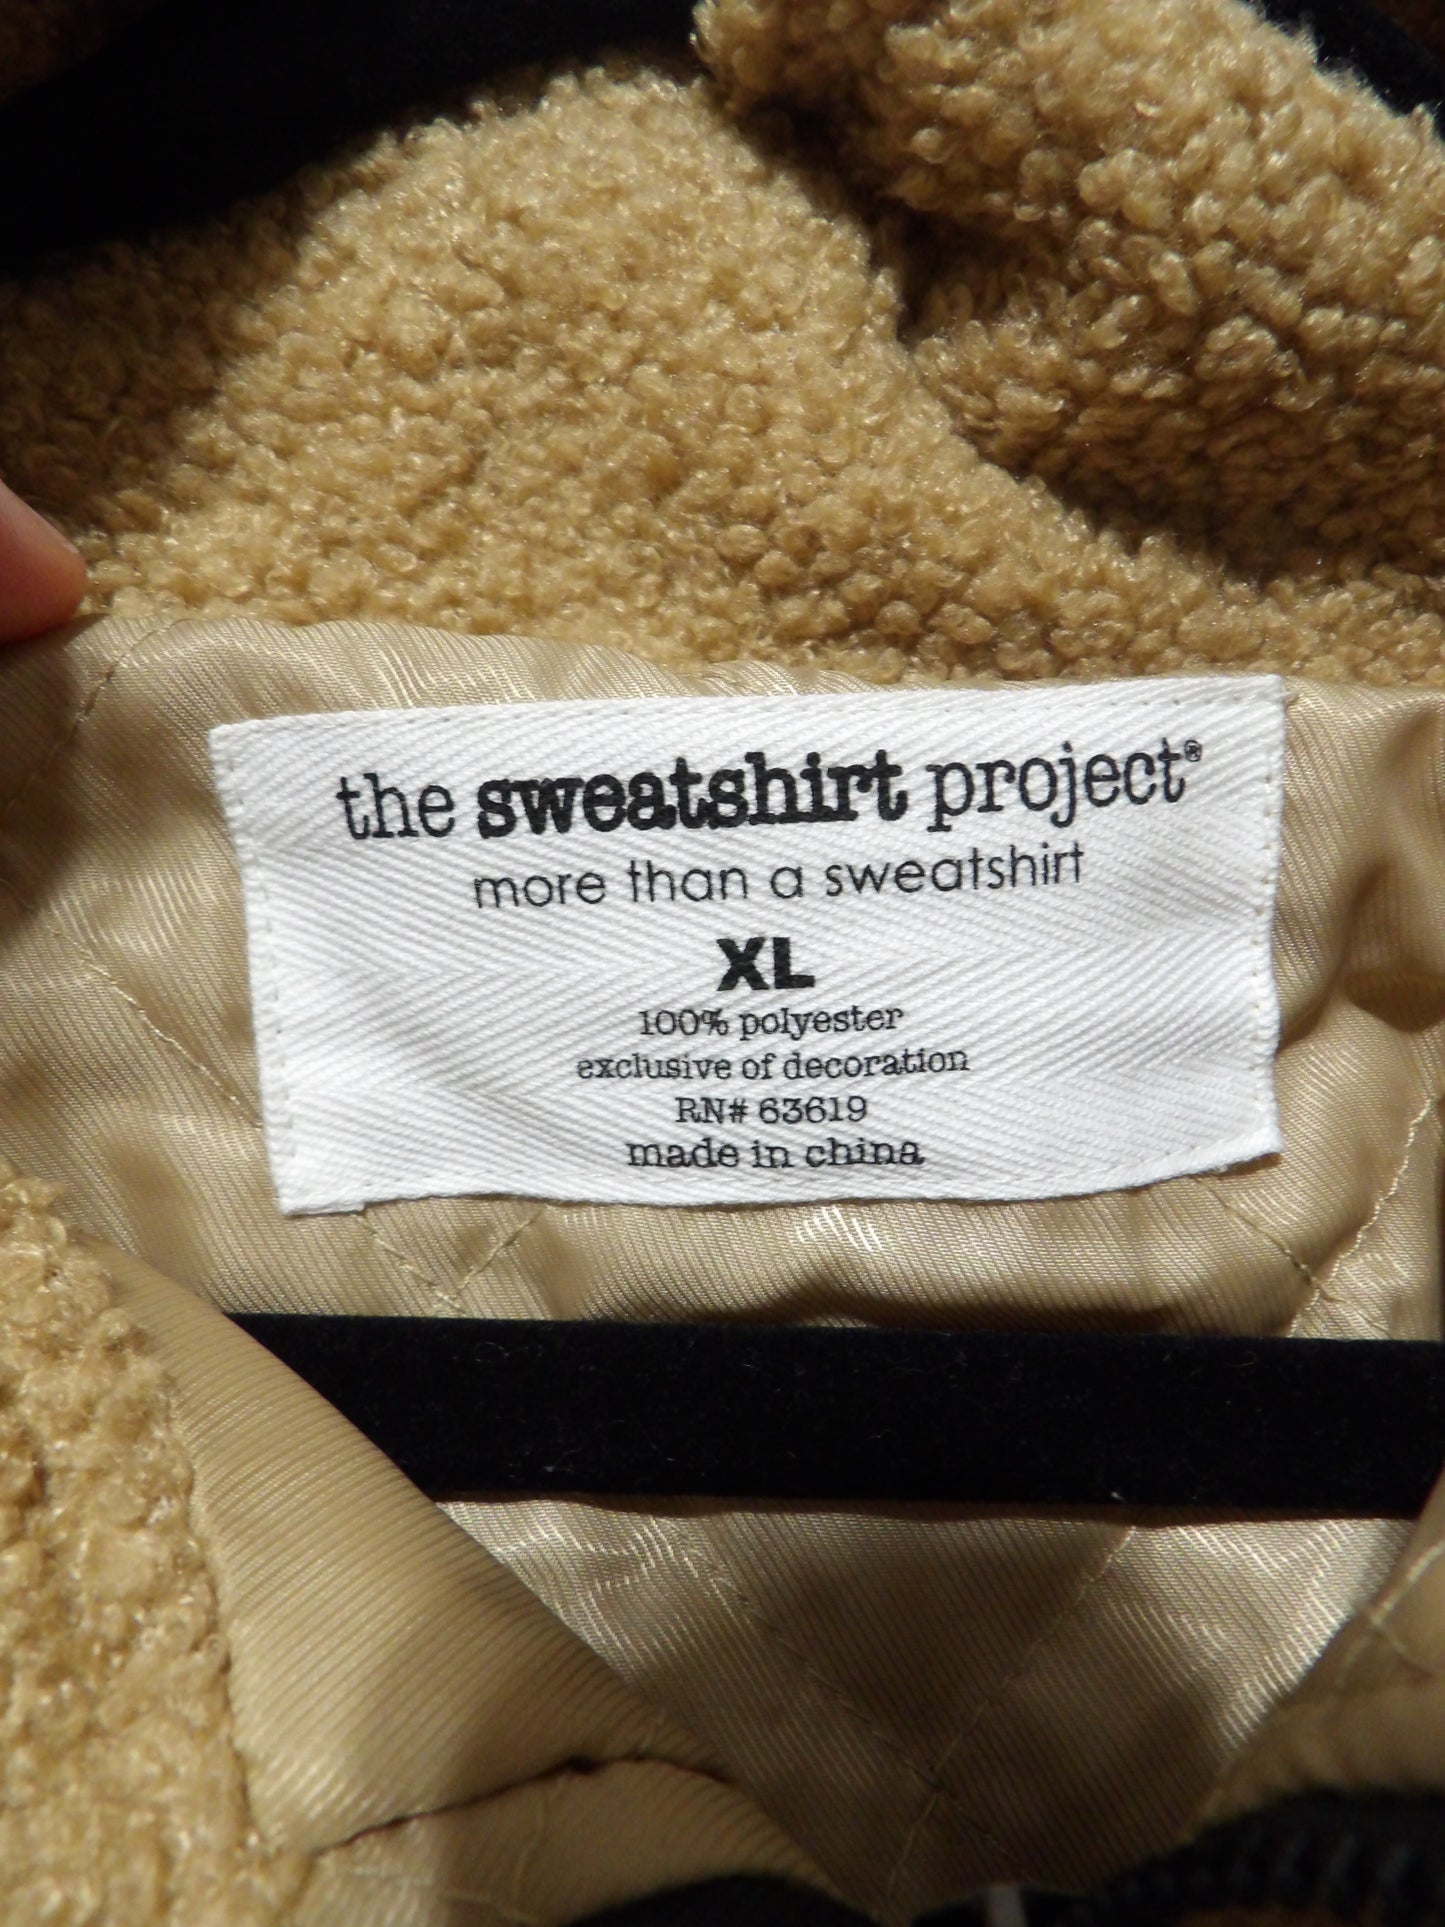 the sweatshirt project®
more than a sweatshirt
XL
100% polyester
exclusive of decoration
RN# 63619
made in china